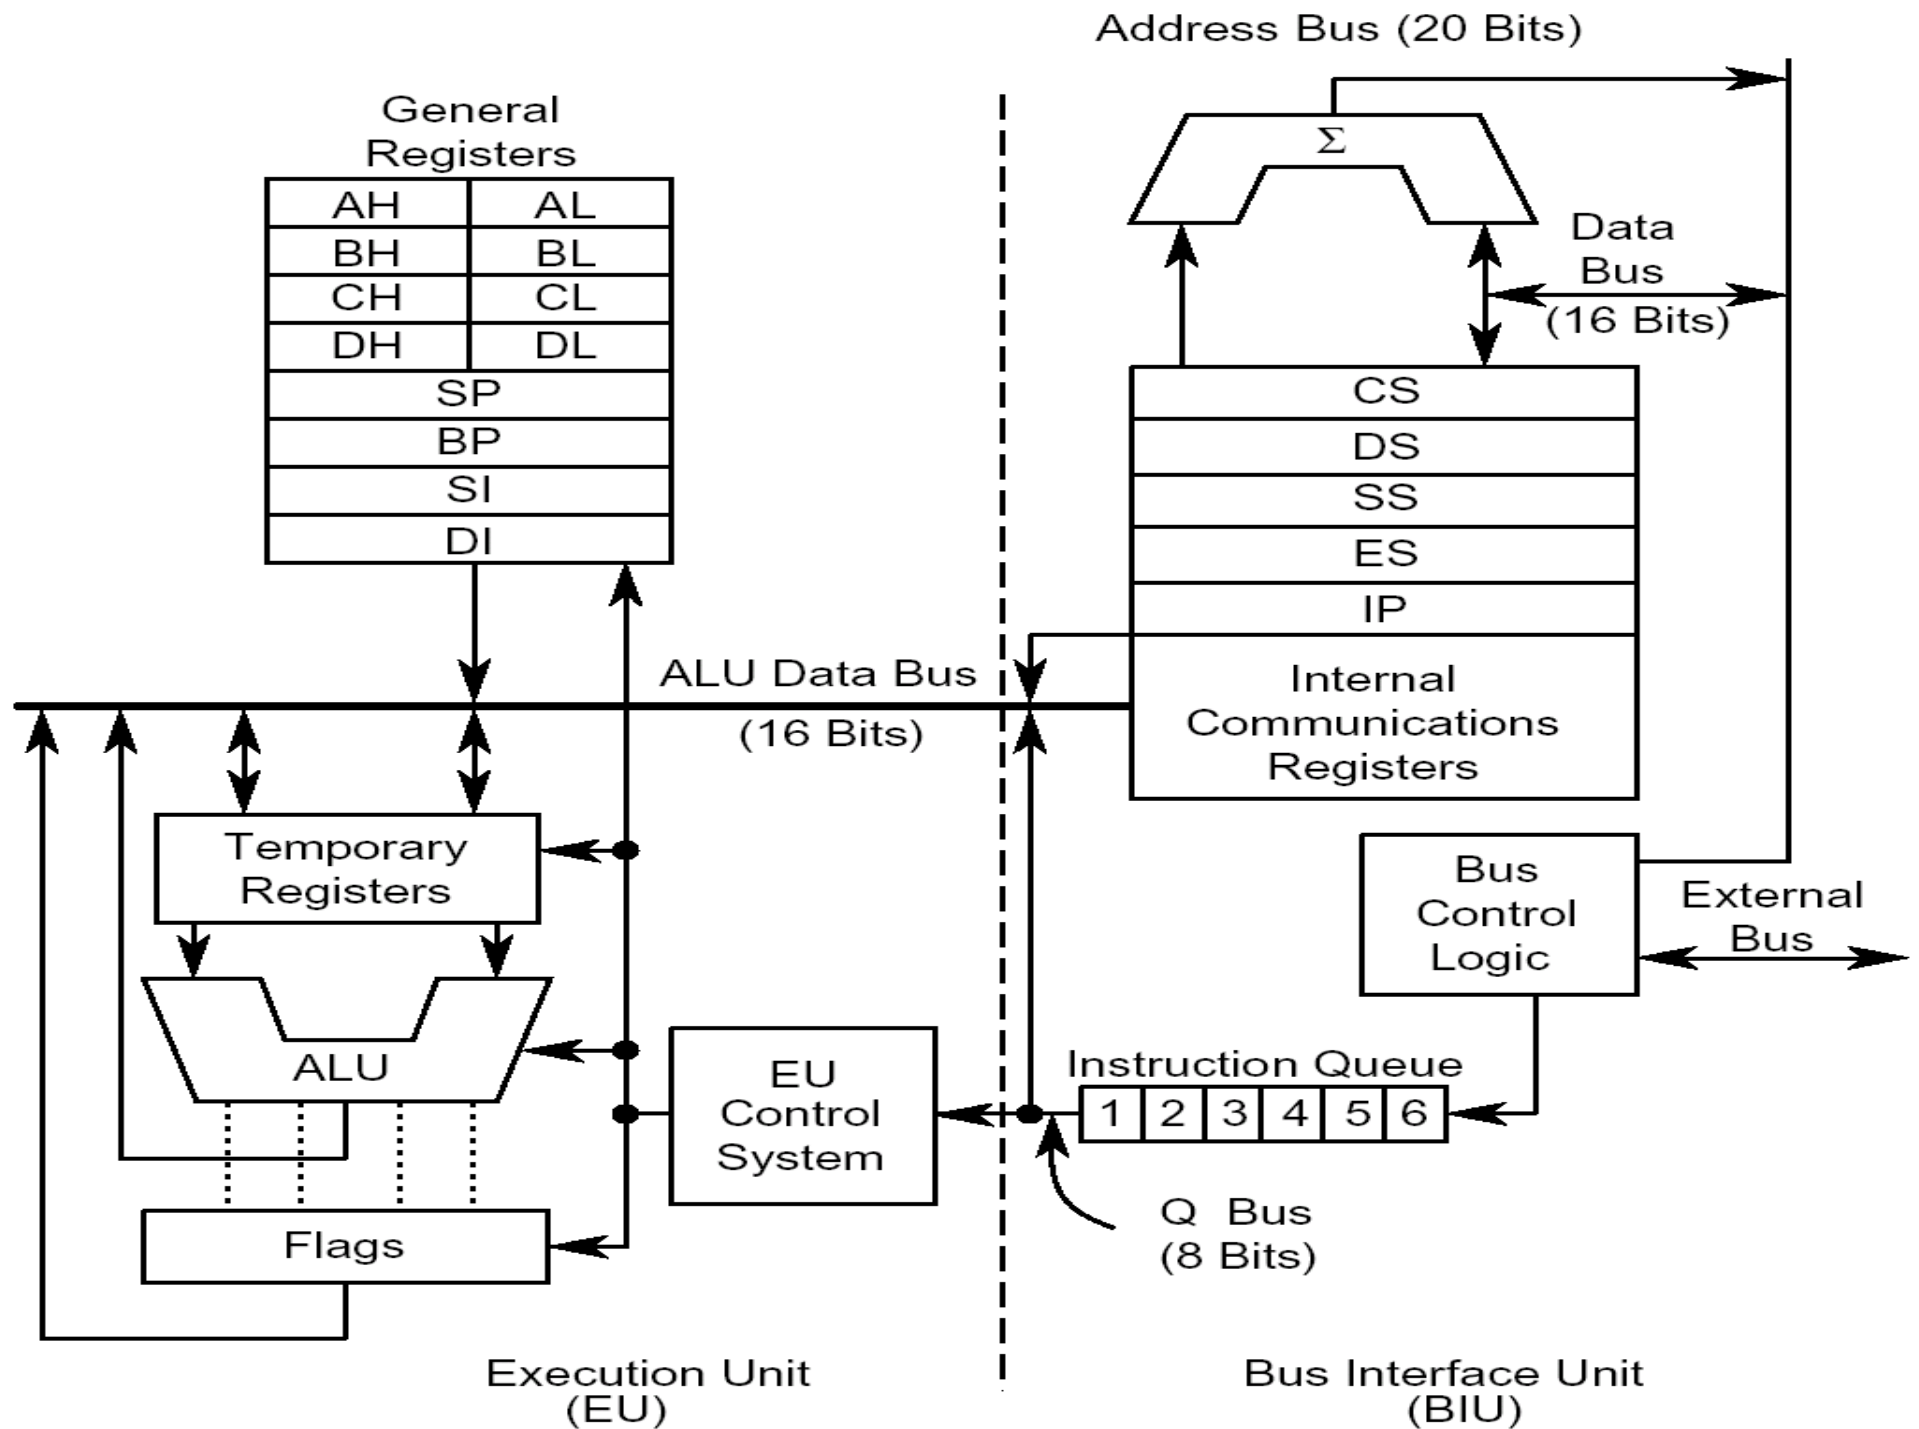 Address Bus (20 Bits)
General
Registers
AH AL
BH BL
CH CL
DH DL
SP
BP
SI
DI
Σ
Data
Bus
(16 Bits)
CS
DS
SS
ES
IP
Internal
Communications
Registers
ALU Data Bus
(16 Bits)
Temporary
Registers
ALU
Flags
EU
Control
System
Bus
Control
Logic
External
Bus
Instruction Queue
1 2 3 4 5 6
Q Bus
(8 Bits)
Execution Unit
(EU)
Bus Interface Unit
(BIU)